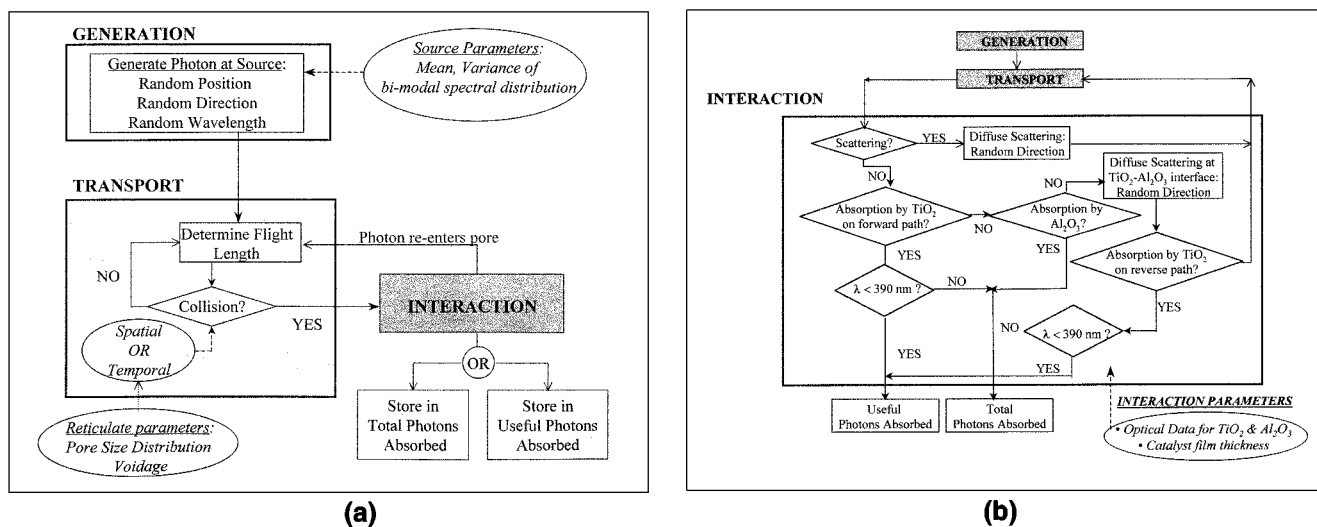 GENERATION
Generate Photon at Source:
Random Position
Random Direction
Random Wavelength
Source Parameters:
Mean, Variance of
bi-modal spectral distribution
TRANSPORT
Determine Flight
Length
Photon re-enters pore
NO
Collision?
YES
INTERACTION
Spatial
OR
Temporal
OR
Store in
Total Photons
Absorbed
Store in
Useful Photons
Absorbed
Reticulate parameters:
Pore Size Distribution
Voidage
(a)
GENERATION
TRANSPORT
INTERACTION
Scattering?
YES
Diffuse Scattering:
Random Direction
NO
NO
Diffuse Scattering at
TiO₂-Al₂O₃ interface:
Random Direction
Absorption by TiO₂
on forward path?
NO
Absorption by
Al₂O₃?
YES
YES
Absorption by TiO₂
on reverse path?
λ < 390 nm ?
NO
YES
NO
λ < 390 nm ?
YES
YES
Useful
Photons Absorbed
Total
Photons Absorbed
INTERACTION PARAMETERS
• Optical Data for TiO₂ & Al₂O₃
• Catalyst film thickness
(b)